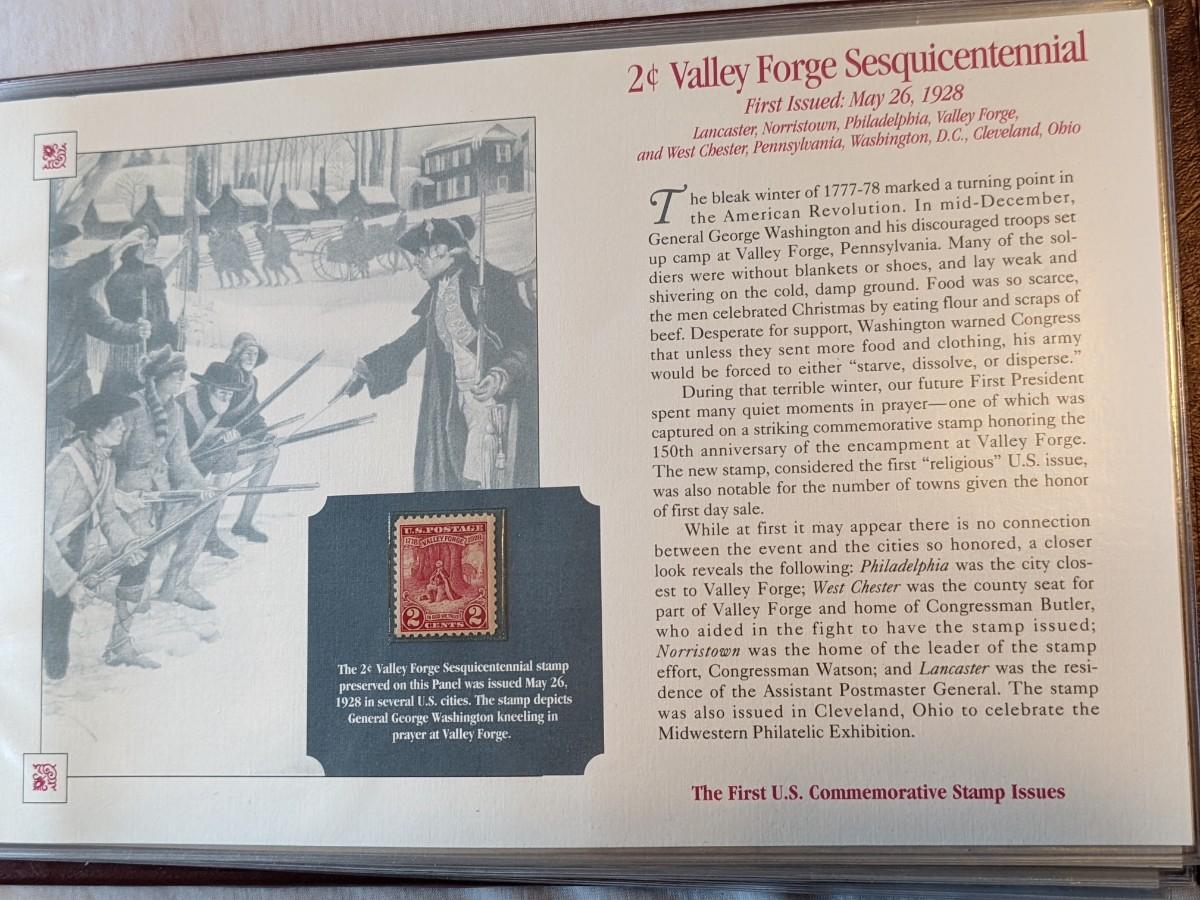 2¢ Valley Forge Sesquicentennial
First Issued: May 26, 1928
Lancaster, Norristown, Philadelphia, Valley Forge,
and West Chester, Pennsylvania, Washington, D.C., Cleveland, Ohio
The bleak winter of 1777-78 marked a turning point in
the American Revolution. In mid-December,
General George Washington and his discouraged troops set
up camp at Valley Forge, Pennsylvania. Many of the sol-
diers were without blankets or shoes, and lay weak and
shivering on the cold, damp ground. Food was so scarce,
the men celebrated Christmas by eating flour and scraps of
beef. Desperate for support, Washington warned Congress
that unless they sent more food and clothing, his army
would be forced to either “starve, dissolve, or disperse.”
During that terrible winter, our future First President
spent many quiet moments in prayer—one of which was
captured on a striking commemorative stamp honoring the
150th anniversary of the encampment at Valley Forge.
The new stamp, considered the first “religious” U.S. issue,
was also notable for the number of towns given the honor
of first day sale.
While at first it may appear there is no connection
between the event and the cities so honored, a closer
look reveals the following: Philadelphia was the city clos-
est to Valley Forge; West Chester was the county seat for
part of Valley Forge and home of Congressman Butler,
who aided in the fight to have the stamp issued;
Norristown was the home of the leader of the stamp
effort, Congressman Watson; and Lancaster was the resi-
dence of the Assistant Postmaster General. The stamp
was also issued in Cleveland, Ohio to celebrate the
Midwestern Philatelic Exhibition.
The First U.S. Commemorative Stamp Issues
U.S. POSTAGE
1778 VALLEY FORGE 1928
IN GOD WE TRUST
2 CENTS 2
The 2¢ Valley Forge Sesquicentennial stamp
preserved on this Panel was issued May 26,
1928 in several U.S. cities. The stamp depicts
General George Washington kneeling in
prayer at Valley Forge.